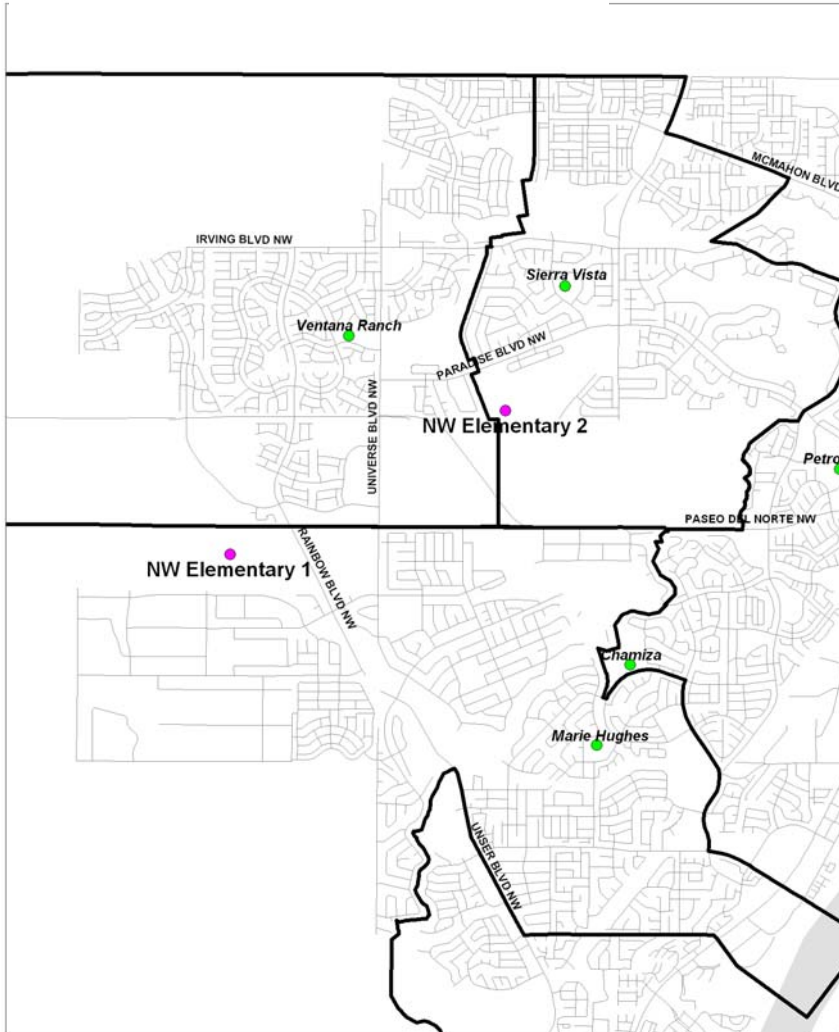 MCMAHON BLVD
IRVING BLVD NW
Sierra Vista
Ventana Ranch
PARADISE BLVD NW
UNIVERSE BLVD NW
NW Elementary 2
Petro
PASEO DEL NORTE NW
RAINBOW BLVD NW
NW Elementary 1
Chamiza
Marie Hughes
UNSER BLVD NW